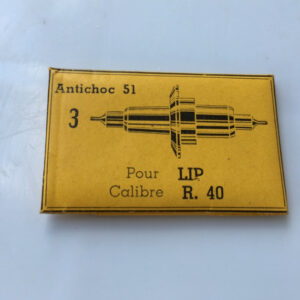 Antichoc 51
3
Pour LIP
Calibre R. 40